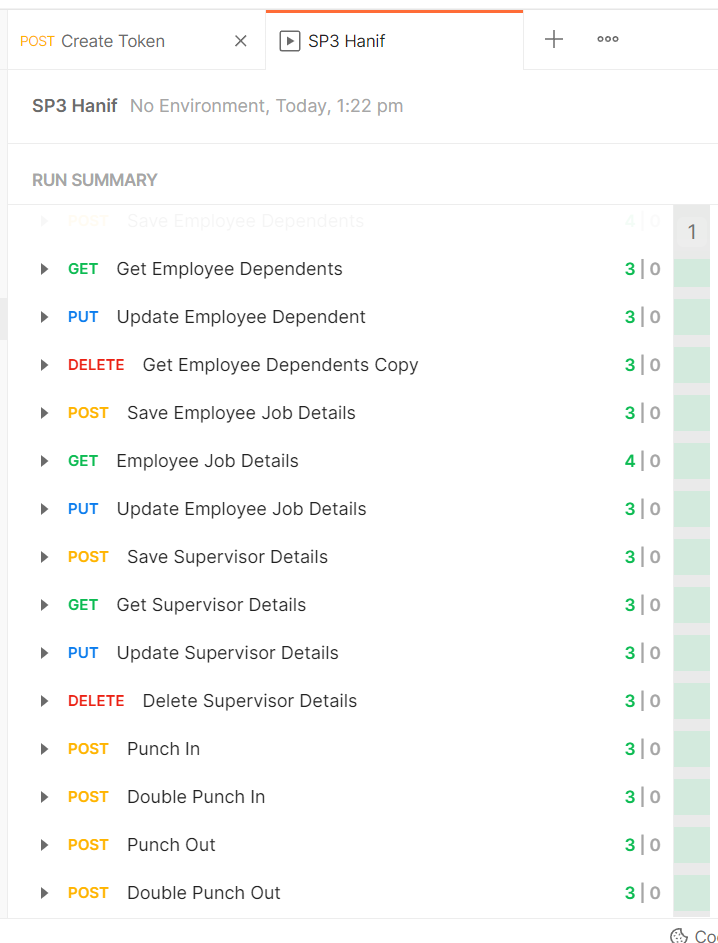 POST Create Token SP3 Hanif
SP3 Hanif No Environment, Today, 1:22 pm
RUN SUMMARY
POST Save Employee Dependents 4 | 0 1
GET Get Employee Dependents 3 | 0
PUT Update Employee Dependent 3 | 0
DELETE Get Employee Dependents Copy 3 | 0
POST Save Employee Job Details 3 | 0
GET Employee Job Details 4 | 0
PUT Update Employee Job Details 3 | 0
POST Save Supervisor Details 3 | 0
GET Get Supervisor Details 3 | 0
PUT Update Supervisor Details 3 | 0
DELETE Delete Supervisor Details 3 | 0
POST Punch In 3 | 0
POST Double Punch In 3 | 0
POST Punch Out 3 | 0
POST Double Punch Out 3 | 0